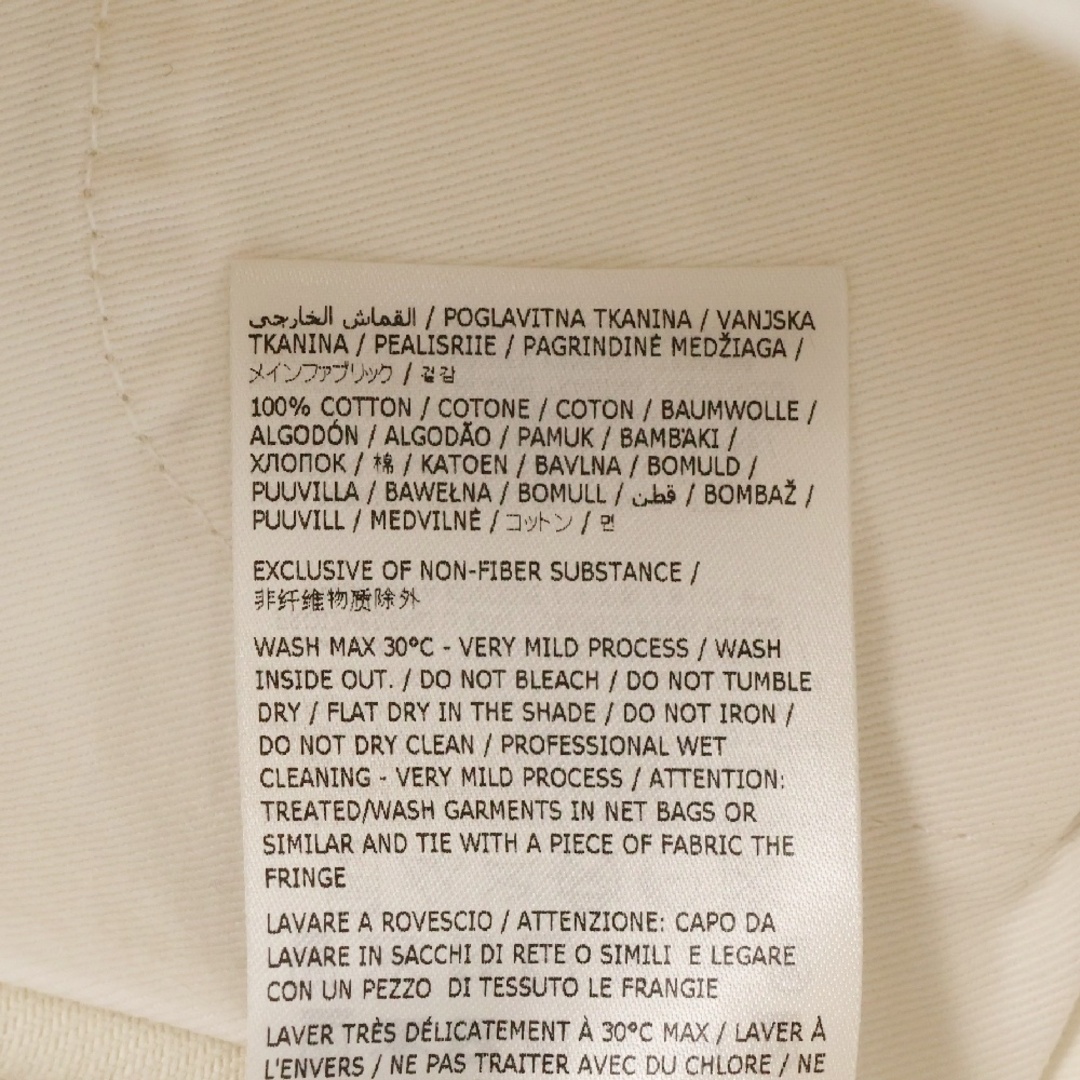 القماش الخارجي / POGLAVITNA TKANINA / VANJSKA
TKANINA / PEALISRIIE / PAGRINDINĖ MEDŽIAGA /
メインファブリック / 겉감
100% COTTON / COTONE / COTON / BAUMWOLLE /
ALGODÓN / ALGODÃO / PAMUK / BAMBAKI /
ХЛОПОК / 棉 / KATOEN / BAVLNA / BOMULD /
PUUVILLA / BAWEŁNA / BOMULL / قطن / BOMBAŽ /
PUUVILL / MEDVILNĖ / コットン / 면
EXCLUSIVE OF NON-FIBER SUBSTANCE /
非纤维物质除外
WASH MAX 30°C - VERY MILD PROCESS / WASH
INSIDE OUT. / DO NOT BLEACH / DO NOT TUMBLE
DRY / FLAT DRY IN THE SHADE / DO NOT IRON /
DO NOT DRY CLEAN / PROFESSIONAL WET
CLEANING - VERY MILD PROCESS / ATTENTION:
TREATED/WASH GARMENTS IN NET BAGS OR
SIMILAR AND TIE WITH A PIECE OF FABRIC THE
FRINGE
LAVARE A ROVESCIO / ATTENZIONE: CAPO DA
LAVARE IN SACCHI DI RETE O SIMILI E LEGARE
CON UN PEZZO DI TESSUTO LE FRANGIE
LAVER TRÈS DÉLICATEMENT À 30°C MAX / LAVER À
L'ENVERS / NE PAS TRAITER AVEC DU CHLORE / NE